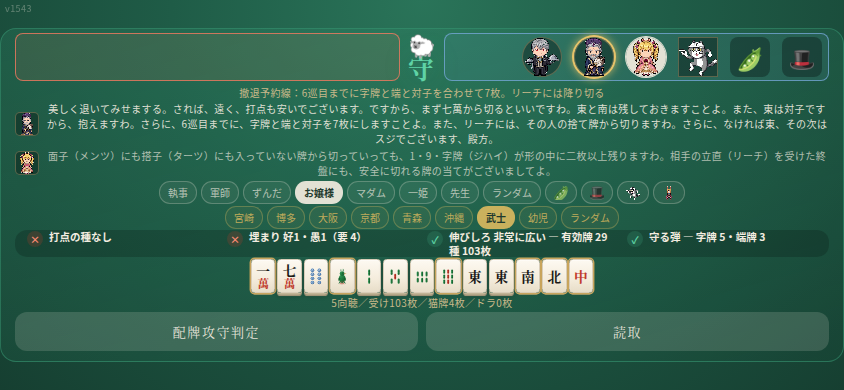 v1543
守
撤退予約線：6巡目までに字牌と端と対子を合わせて7枚。リーチには降り切る
美しく退いてみせまする。されば、遠く、打点も安いでございます。ですから、まず七萬から切るといいですわ。東と南は残しておきますことよ。また、東は対子です
から、抱えますわ。さらに、6巡目までに、字牌と端と対子を7枚にしますことよ。また、リーチには、その人の捨て牌から切りますわ。さらに、なければ東、その次は
スジでございます、殿方。
面子（メンツ）にも搭子（ターツ）にも入っていない牌から切っていっても、1・9・字牌（ジハイ）が形の中に二枚以上残りますわ。相手の立直（リーチ）を受けた終
盤にも、安全に切れる牌の当てがございましてよ。
執事 軍師 ずんだ お嬢様 マダム 一姫 先生 ランダム
宮崎 博多 大阪 京都 青森 沖縄 武士 幼児 ランダム
打点の種なし
埋まり 好1・愚1（要 4）
伸びしろ 非常に広い — 有効牌 29
種 103枚
守る弾 — 字牌 5・端牌 3
一萬 七萬 東 東 南 北 中
5向聴／受け103枚／猫牌4枚／ドラ0枚
配牌攻守判定
読取